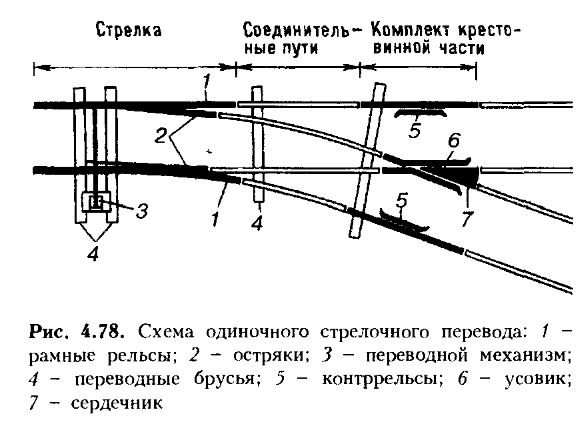 Стрелка
Соединитель-
ные пути
Комплект кресто-
винной части
1
2
5
6
3
1
4
5
7
4
Рис. 4.78. Схема одиночного стрелочного перевода: 1 –
рамные рельсы; 2 – остряки; 3 – переводной механизм;
4 – переводные брусья; 5 – контррельсы; 6 – усовик;
7 – сердечник